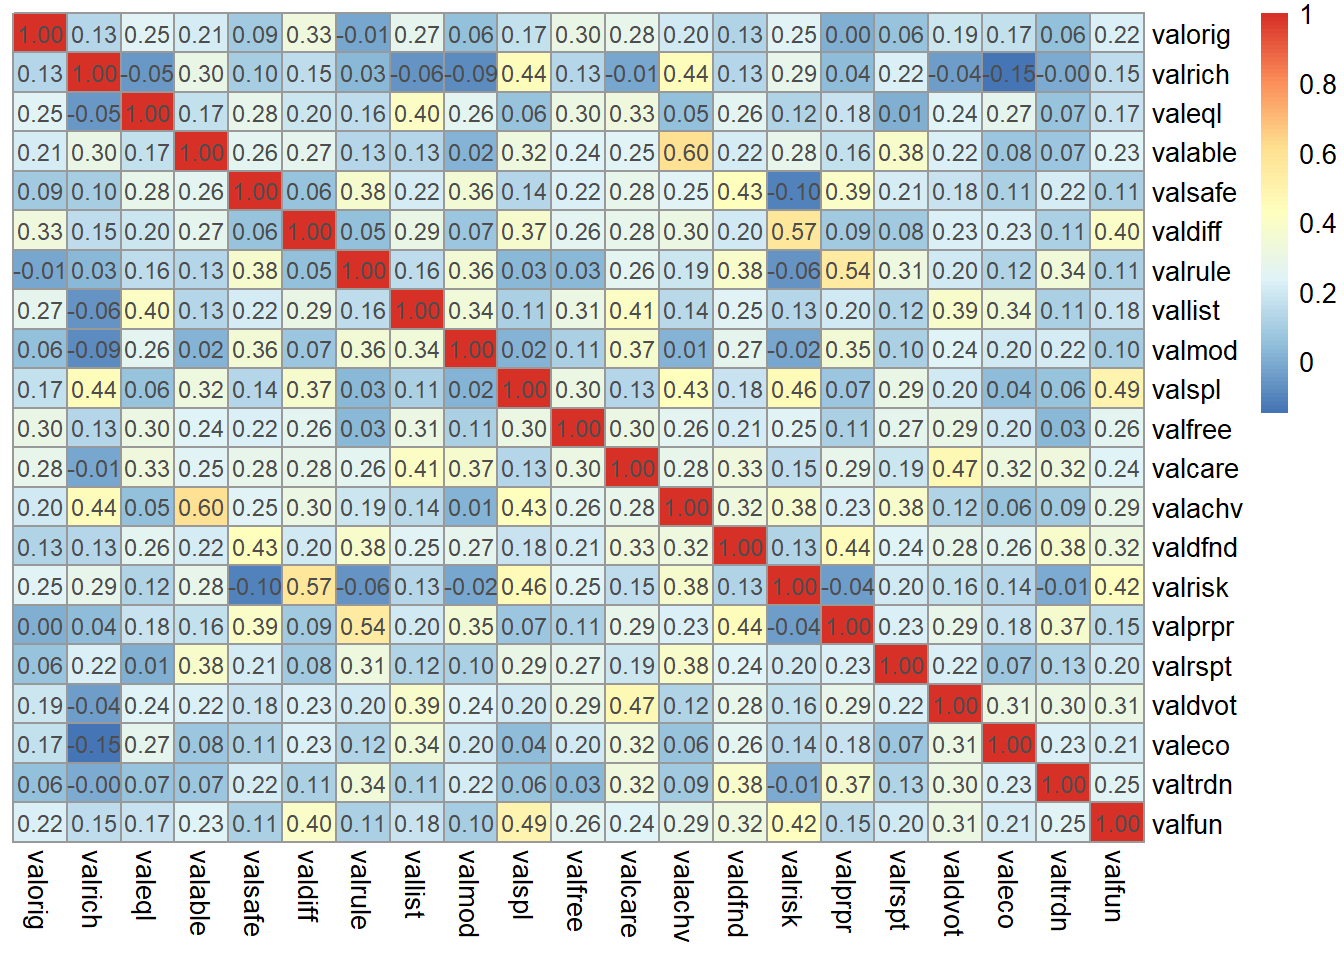 1.00 0.13 0.25 0.21 0.09 0.33 -0.01 0.27 0.06 0.17 0.30 0.28 0.20 0.13 0.25 0.00 0.06 0.19 0.17 0.06 0.22 valorig 1
0.13 1.00 -0.05 0.30 0.10 0.15 0.03 -0.06 -0.09 0.44 0.13 -0.01 0.44 0.13 0.29 0.04 0.22 -0.04 -0.15 -0.00 0.15 valrich 0.8
0.25 -0.05 1.00 0.17 0.28 0.20 0.16 0.40 0.26 0.06 0.30 0.33 0.05 0.26 0.12 0.18 0.01 0.24 0.27 0.07 0.17 valeql
0.21 0.30 0.17 1.00 0.26 0.27 0.13 0.13 0.02 0.32 0.24 0.25 0.60 0.22 0.28 0.16 0.38 0.22 0.08 0.07 0.23 valable 0.6
0.09 0.10 0.28 0.26 1.00 0.06 0.38 0.22 0.36 0.14 0.22 0.28 0.25 0.43 -0.10 0.39 0.21 0.18 0.11 0.22 0.11 valsafe
0.33 0.15 0.20 0.27 0.06 1.00 0.05 0.29 0.07 0.37 0.26 0.28 0.30 0.20 0.57 0.09 0.08 0.23 0.23 0.11 0.40 valdiff 0.4
-0.01 0.03 0.16 0.13 0.38 0.05 1.00 0.16 0.36 0.03 0.03 0.26 0.19 0.38 -0.06 0.54 0.31 0.20 0.12 0.34 0.11 valrule
0.27 -0.06 0.40 0.13 0.22 0.29 0.16 1.00 0.34 0.11 0.31 0.41 0.14 0.25 0.13 0.20 0.12 0.39 0.34 0.11 0.18 vallist 0.2
0.06 -0.09 0.26 0.02 0.36 0.07 0.36 0.34 1.00 0.02 0.11 0.37 0.01 0.27 -0.02 0.35 0.10 0.24 0.20 0.22 0.10 valmod 0
0.17 0.44 0.06 0.32 0.14 0.37 0.03 0.11 0.02 1.00 0.30 0.13 0.43 0.18 0.46 0.07 0.29 0.20 0.04 0.06 0.49 valspl
0.30 0.13 0.30 0.24 0.22 0.26 0.03 0.31 0.11 0.30 1.00 0.30 0.26 0.21 0.25 0.11 0.27 0.29 0.20 0.03 0.26 valfree
0.28 -0.01 0.33 0.25 0.28 0.28 0.26 0.41 0.37 0.13 0.30 1.00 0.28 0.33 0.15 0.29 0.19 0.47 0.32 0.32 0.24 valcare
0.20 0.44 0.05 0.60 0.25 0.30 0.19 0.14 0.01 0.43 0.26 0.28 1.00 0.32 0.38 0.23 0.38 0.12 0.06 0.09 0.29 valachv
0.13 0.13 0.26 0.22 0.43 0.20 0.38 0.25 0.27 0.18 0.21 0.33 0.32 1.00 0.13 0.44 0.24 0.28 0.26 0.38 0.32 valdfnd
0.25 0.29 0.12 0.28 -0.10 0.57 -0.06 0.13 -0.02 0.46 0.25 0.15 0.38 0.13 1.00 -0.04 0.20 0.16 0.14 -0.01 0.42 valrisk
0.00 0.04 0.18 0.16 0.39 0.09 0.54 0.20 0.35 0.07 0.11 0.29 0.23 0.44 -0.04 1.00 0.23 0.29 0.18 0.37 0.15 valprpr
0.06 0.22 0.01 0.38 0.21 0.08 0.31 0.12 0.10 0.29 0.27 0.19 0.38 0.24 0.20 0.23 1.00 0.22 0.07 0.13 0.20 valrspt
0.19 -0.04 0.24 0.22 0.18 0.23 0.20 0.39 0.24 0.20 0.29 0.47 0.12 0.28 0.16 0.29 0.22 1.00 0.31 0.30 0.31 valdvot
0.17 -0.15 0.27 0.08 0.11 0.23 0.12 0.34 0.20 0.04 0.20 0.32 0.06 0.26 0.14 0.18 0.07 0.31 1.00 0.23 0.21 valeco
0.06 -0.00 0.07 0.07 0.22 0.11 0.34 0.11 0.22 0.06 0.03 0.32 0.09 0.38 -0.01 0.37 0.13 0.30 0.23 1.00 0.25 valtrdn
0.22 0.15 0.17 0.23 0.11 0.40 0.11 0.18 0.10 0.49 0.26 0.24 0.29 0.32 0.42 0.15 0.20 0.31 0.21 0.25 1.00 valfun
valorig valrich valeql valable valsafe valdiff valrule vallist valmod valspl valfree valcare valachv valdfnd valrisk valprpr valrspt valdvot valeco valtrdn valfun